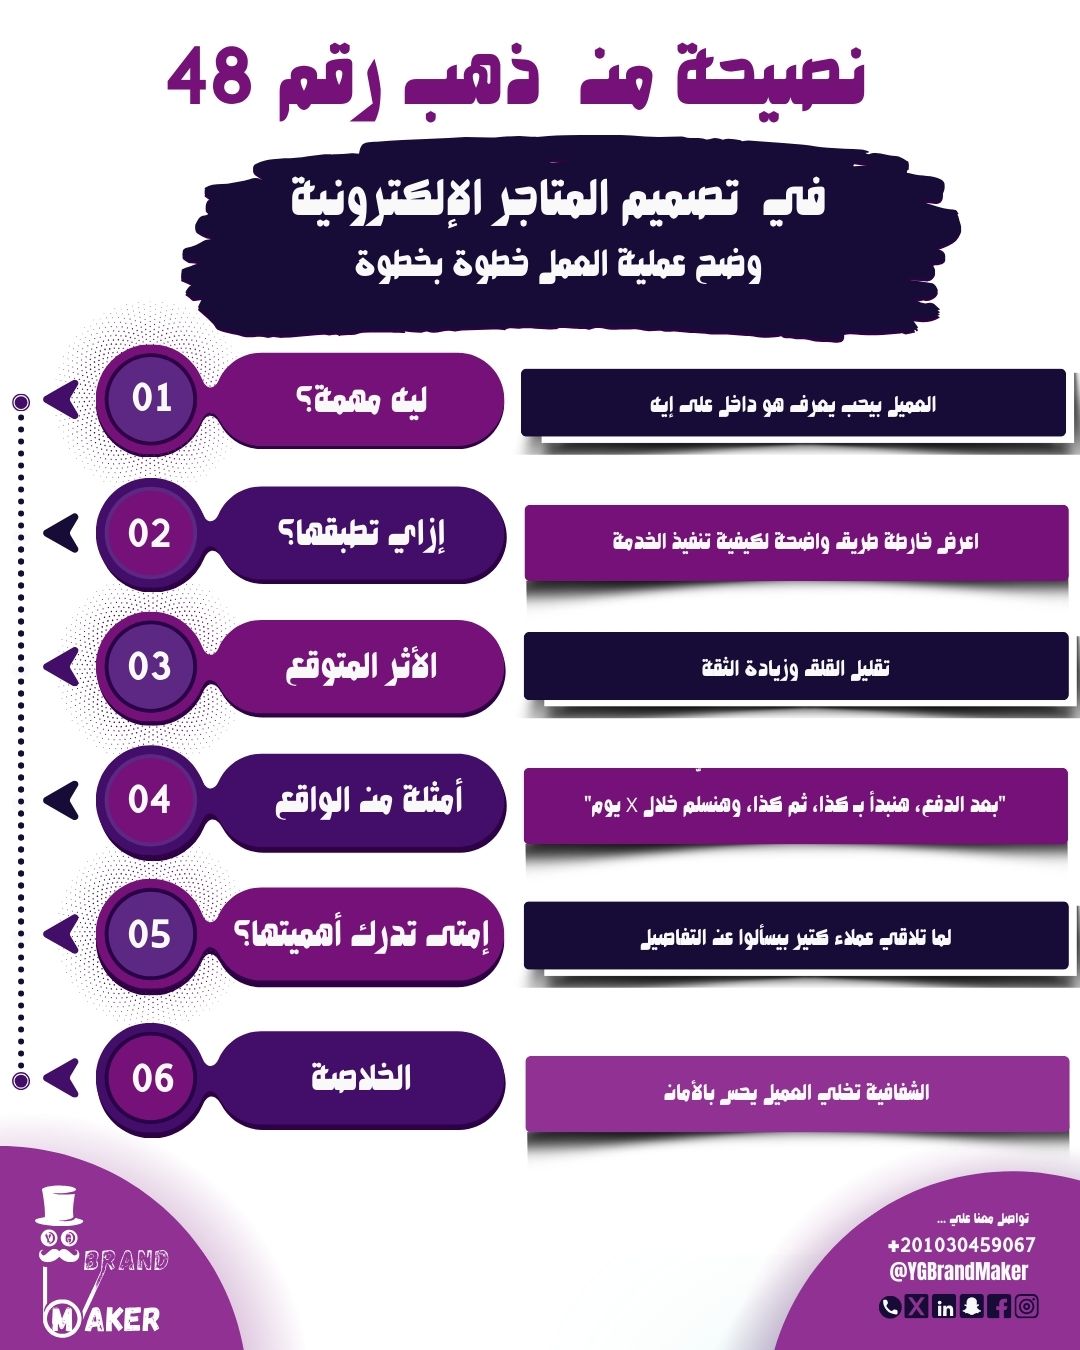 نصيحة من ذهب رقم 48
في تصميم المتاجر الإلكترونية
وضح عملية العمل خطوة بخطوة
01
ليه مهمة؟
العميل بيحب يعرف هو داخل على إيه
02
إزاي تطبقها؟
اعرض خارطة طريق واضحة لكيفية تنفيذ الخدمة
03
الأثر المتوقع
تقليل القلق وزيادة الثقة
04
أمثلة من الواقع
"بعد الدفع، هنبدأ بـ كذا، ثم كذا، وهنسلّم خلال X يوم"
05
إمتى تدرك أهميتها؟
لما تلاقي عملاء كتير بيسألوا عن التفاصيل
06
الخلاصة
الشفافية تخلي العميل يحس بالأمان
BRAND
MAKER
تواصل معنا علي ...
+201030459067
@YGBrandMaker